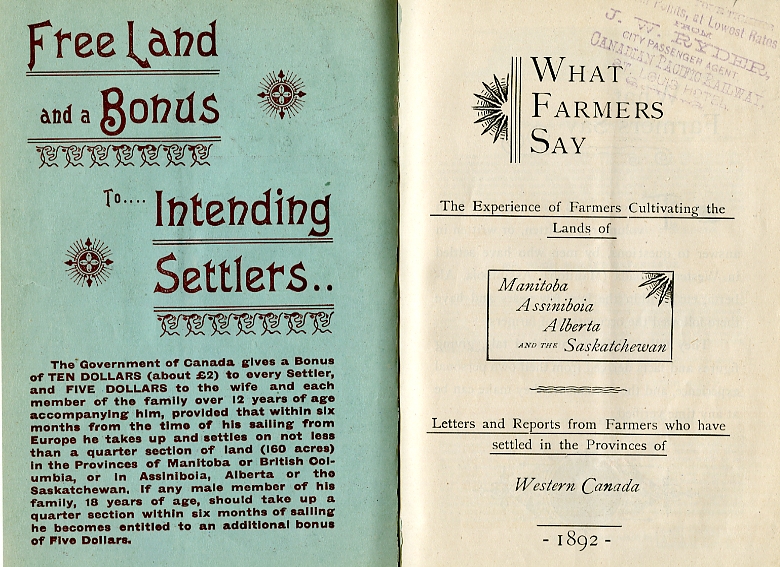 Free Land
and a Bonus
To....
Intending
Settlers..
The Government of Canada gives a Bonus
of TEN DOLLARS (about £2) to every Settler,
and FIVE DOLLARS to the wife and each
member of the family over 12 years of age
accompanying him, provided that within six
months from the time of his sailing from
Europe he takes up and settles on not less
than a quarter section of land (160 acres)
in the Provinces of Manitoba or British Col-
umbia, or in Assiniboia, Alberta or the
Saskatchewan. If any male member of his
family, 18 years of age, should take up a
quarter section within six months of sailing
he becomes entitled to an additional bonus
of Five Dollars.
Points, at Lowest Rates
FROM
J. W. RYDER,
CITY PASSENGER AGENT
CANADIAN PACIFIC RAILWAY
WHAT
FARMERS
SAY
The Experience of Farmers Cultivating the
Lands of
Manitoba
Assiniboia
Alberta
AND THE Saskatchewan
Letters and Reports from Farmers who have
settled in the Provinces of
Western Canada
- 1892 -